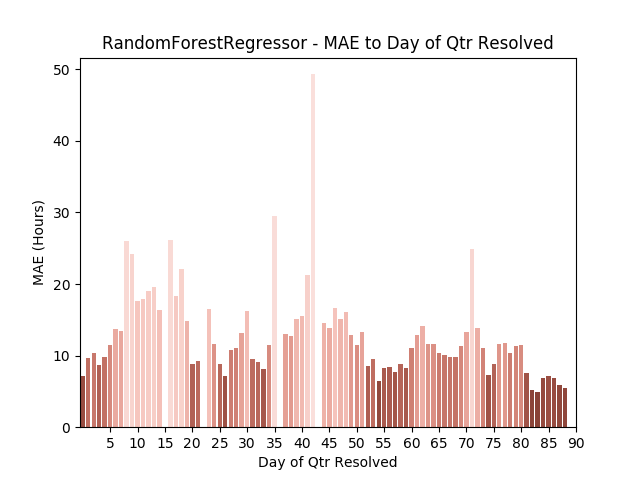 RandomForestRegressor - MAE to Day of Qtr Resolved
50
40
30
20
10
0
MAE (Hours)
5 10 15 20 25 30 35 40 45 50 55 60 65 70 75 80 85 90
Day of Qtr Resolved